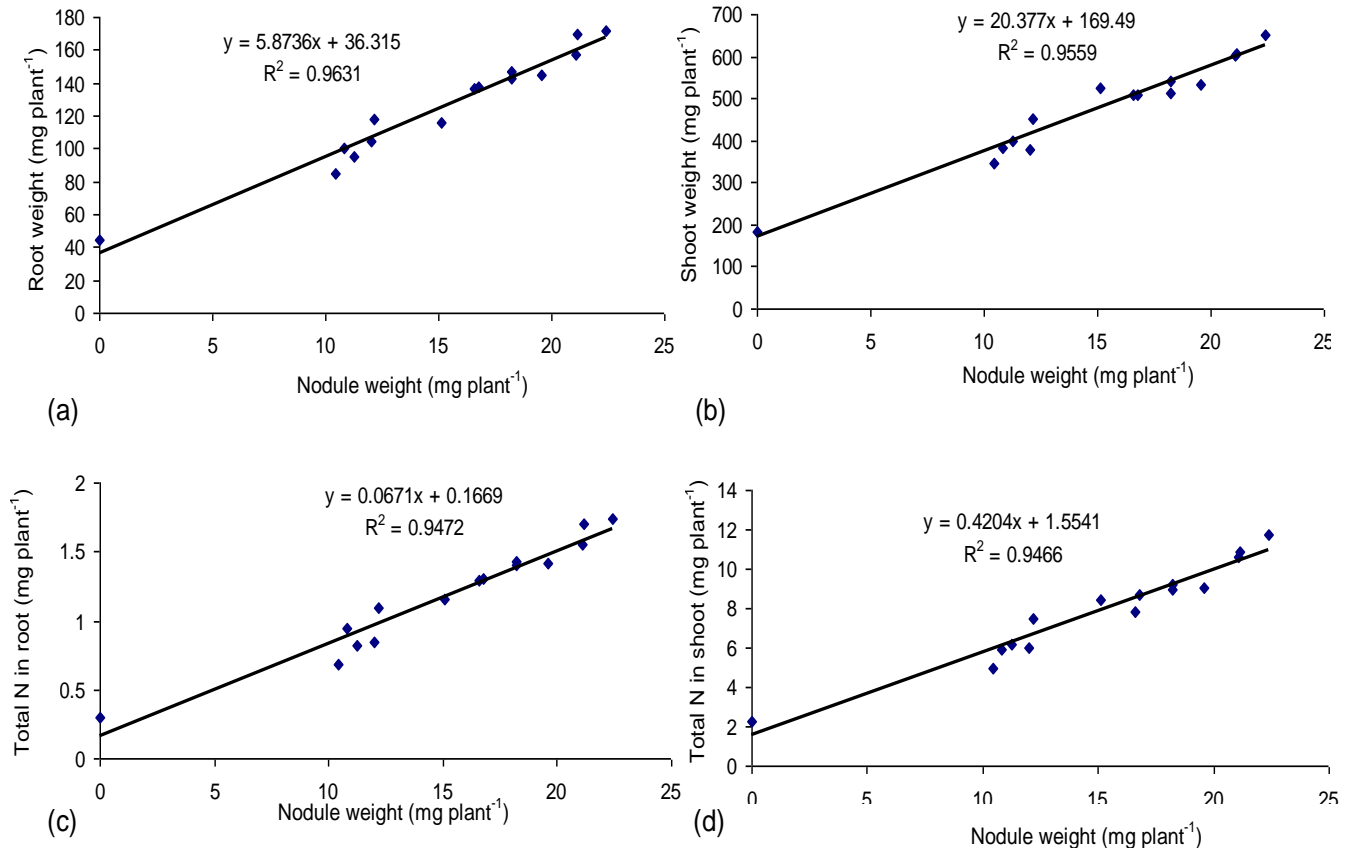 y = 5.8736x + 36.315
R² = 0.9631
180
160
140
120
100
80
60
40
20
0
Root weight (mg plant⁻¹)
0 5 10 15 20 25
Nodule weight (mg plant⁻¹)
(a)
y = 20.377x + 169.49
R² = 0.9559
700
600
500
400
300
200
100
0
Shoot weight (mg plant⁻¹)
0 5 10 15 20 25
Nodule weight (mg plant⁻¹)
(b)
y = 0.0671x + 0.1669
R² = 0.9472
2
1.5
1
0.5
0
Total N in root (mg plant⁻¹)
0 5 10 15 20 25
Nodule weight (mg plant⁻¹)
(c)
y = 0.4204x + 1.5541
R² = 0.9466
14
12
10
8
6
4
2
0
Total N in shoot (mg plant⁻¹)
0 5 10 15 20 25
Nodule weight (mg plant⁻¹)
(d)